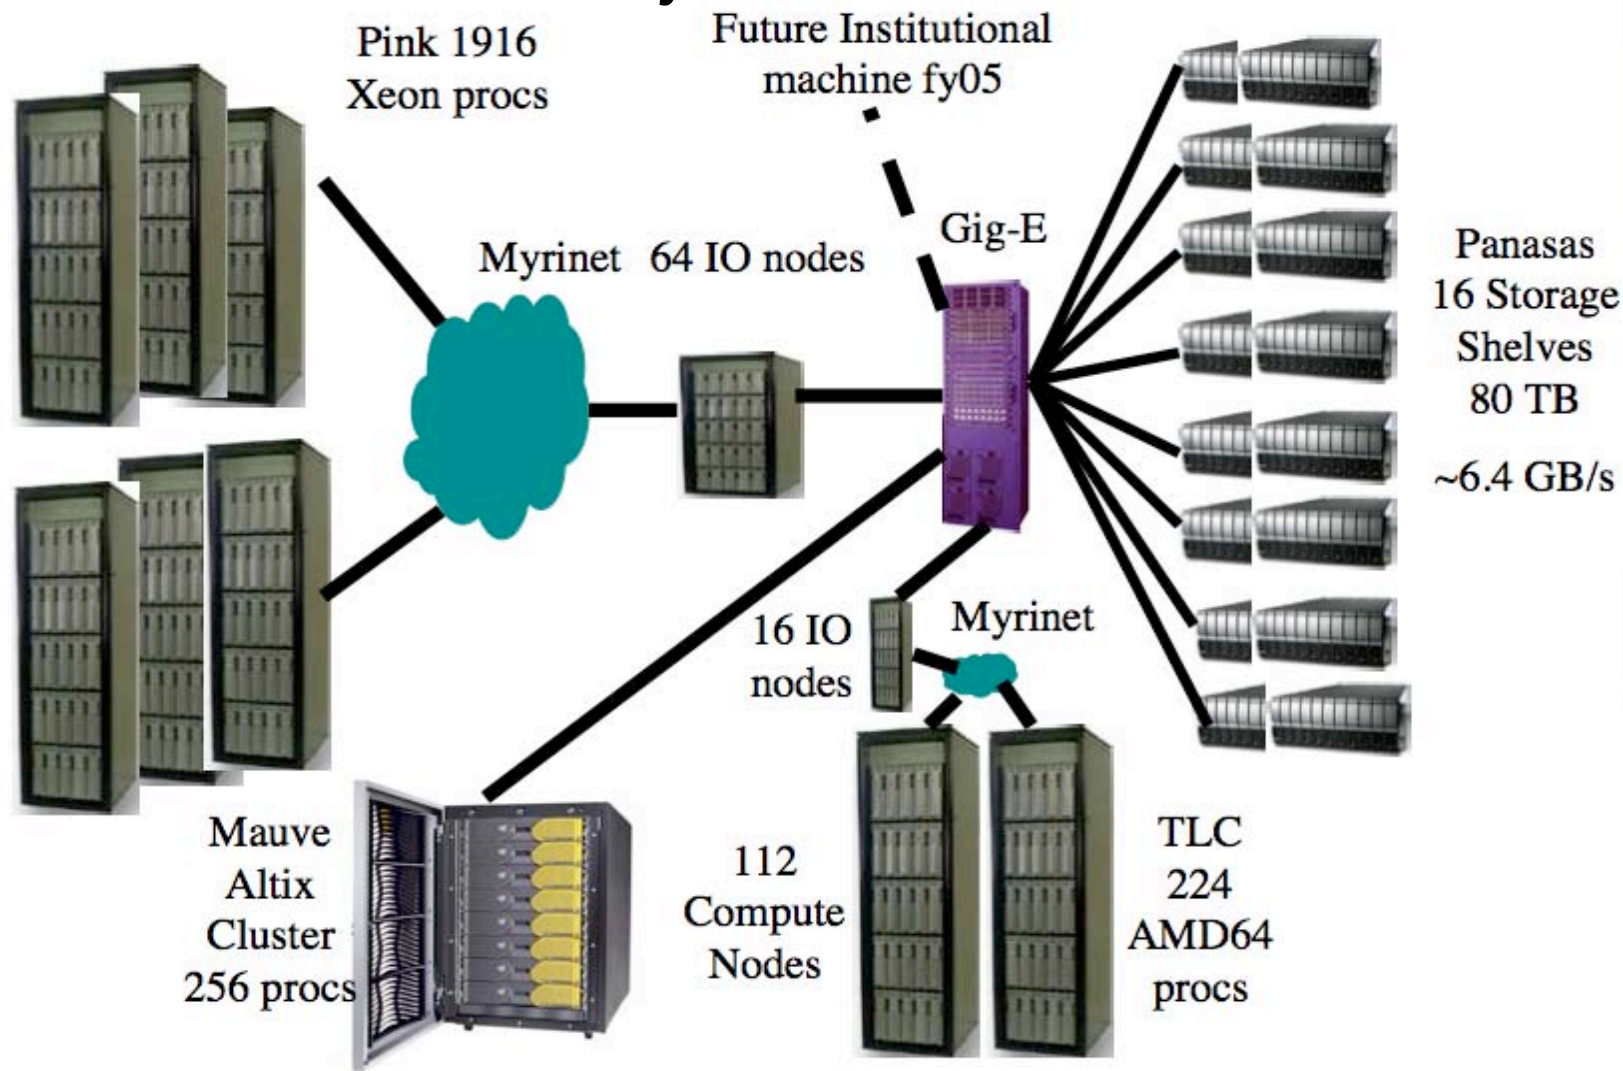 Pink 1916
Xeon procs
Future Institutional
machine fy05
Gig-E
Myrinet
64 IO nodes
Panasas
16 Storage
Shelves
80 TB
~6.4 GB/s
16 IO
nodes
Myrinet
Mauve
Altix
Cluster
256 procs
112
Compute
Nodes
TLC
224
AMD64
procs